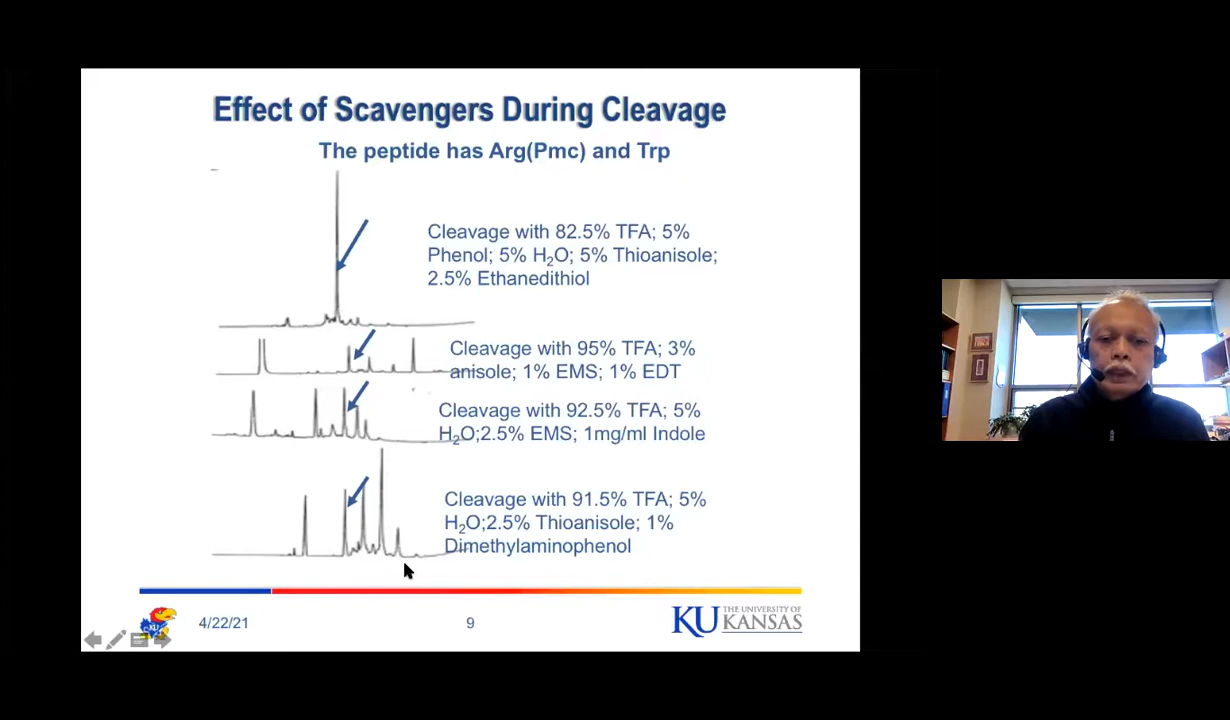 Effect of Scavengers During Cleavage
The peptide has Arg(Pmc) and Trp
Cleavage with 82.5% TFA; 5%
Phenol; 5% H₂O; 5% Thioanisole;
2.5% Ethanedithiol
Cleavage with 95% TFA; 3%
anisole; 1% EMS; 1% EDT
Cleavage with 92.5% TFA; 5%
H₂O;2.5% EMS; 1mg/ml Indole
Cleavage with 91.5% TFA; 5%
H₂O;2.5% Thioanisole; 1%
Dimethylaminophenol
4/22/21
9
KU THE UNIVERSITY OF
KANSAS